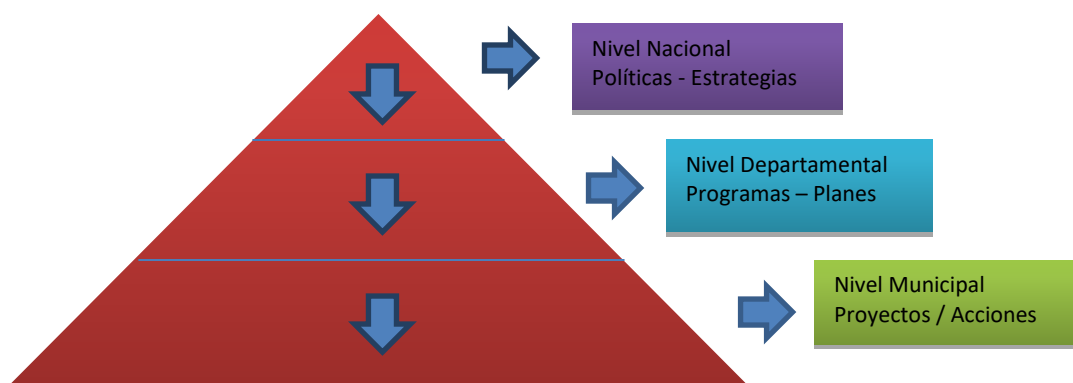 Nivel Nacional
Políticas - Estrategias
Nivel Departamental
Programas – Planes
Nivel Municipal
Proyectos / Acciones